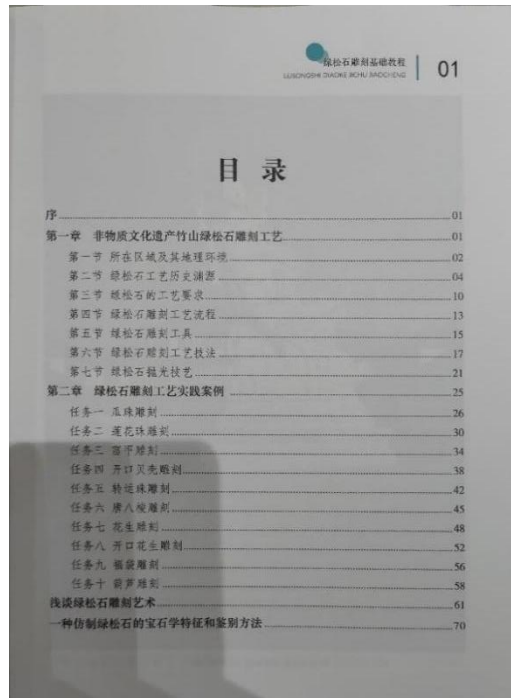 绿松石雕刻基础教程
LUSONGSHI DIAOKE JICHU JIAOCHENG
01
目 录
序 01
第一章 非物质文化遗产竹山绿松石雕刻工艺 01
第一节 所在区域及其地理环境 02
第二节 绿松石工艺历史渊源 04
第三节 绿松石的工艺要求 10
第四节 绿松石雕刻工艺流程 13
第五节 绿松石雕刻工具 15
第六节 绿松石雕刻工艺技法 17
第七节 绿松石抛光技艺 21
第二章 绿松石雕刻工艺实践案例 25
任务一 瓜珠雕刻 26
任务二 莲花珠雕刻 30
任务三 雕刻 34
任务四 开口贝壳雕刻 38
任务五 转运珠雕刻 42
任务六 唐八棱雕刻 45
任务七 花生雕刻 48
任务八 开口花生雕刻 52
任务九 福袋雕刻 56
任务十 葫芦雕刻 58
浅谈绿松石雕刻艺术 61
一种仿制绿松石的宝石学特征和鉴别方法 70